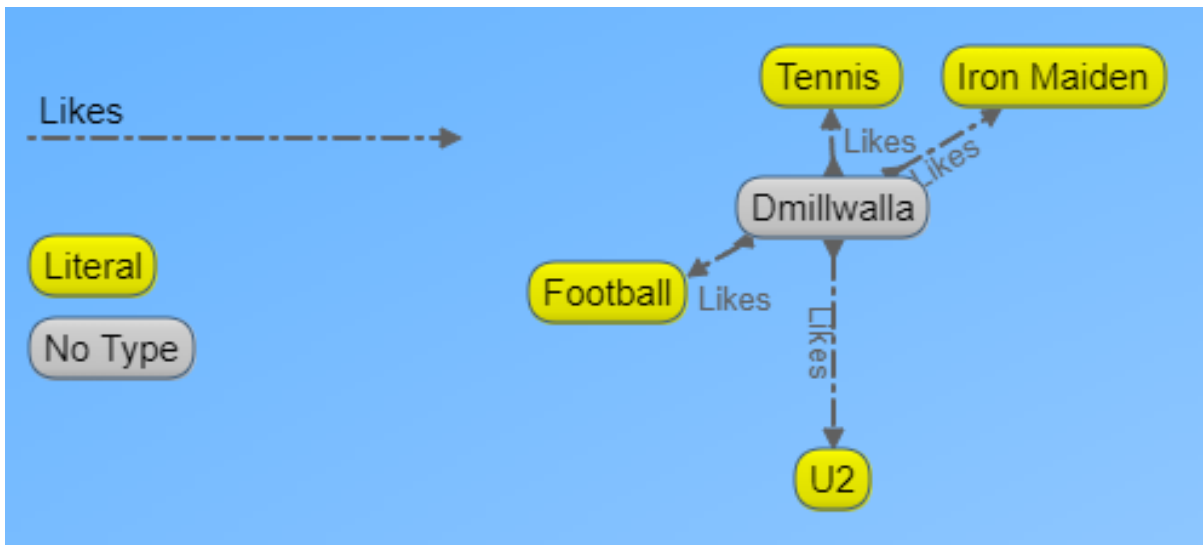 Likes
Literal
No Type
Tennis
Iron Maiden
Likes
Likes
Dmillwalla
Football
Likes
Likes
U2